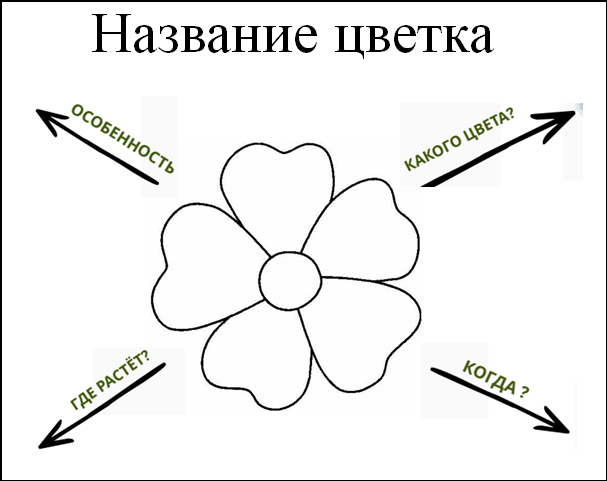 Название цветка
ОСОБЕННОСТЬ
КАКОГО ЦВЕТА?
ГДЕ РАСТЁТ?
КОГДА ?